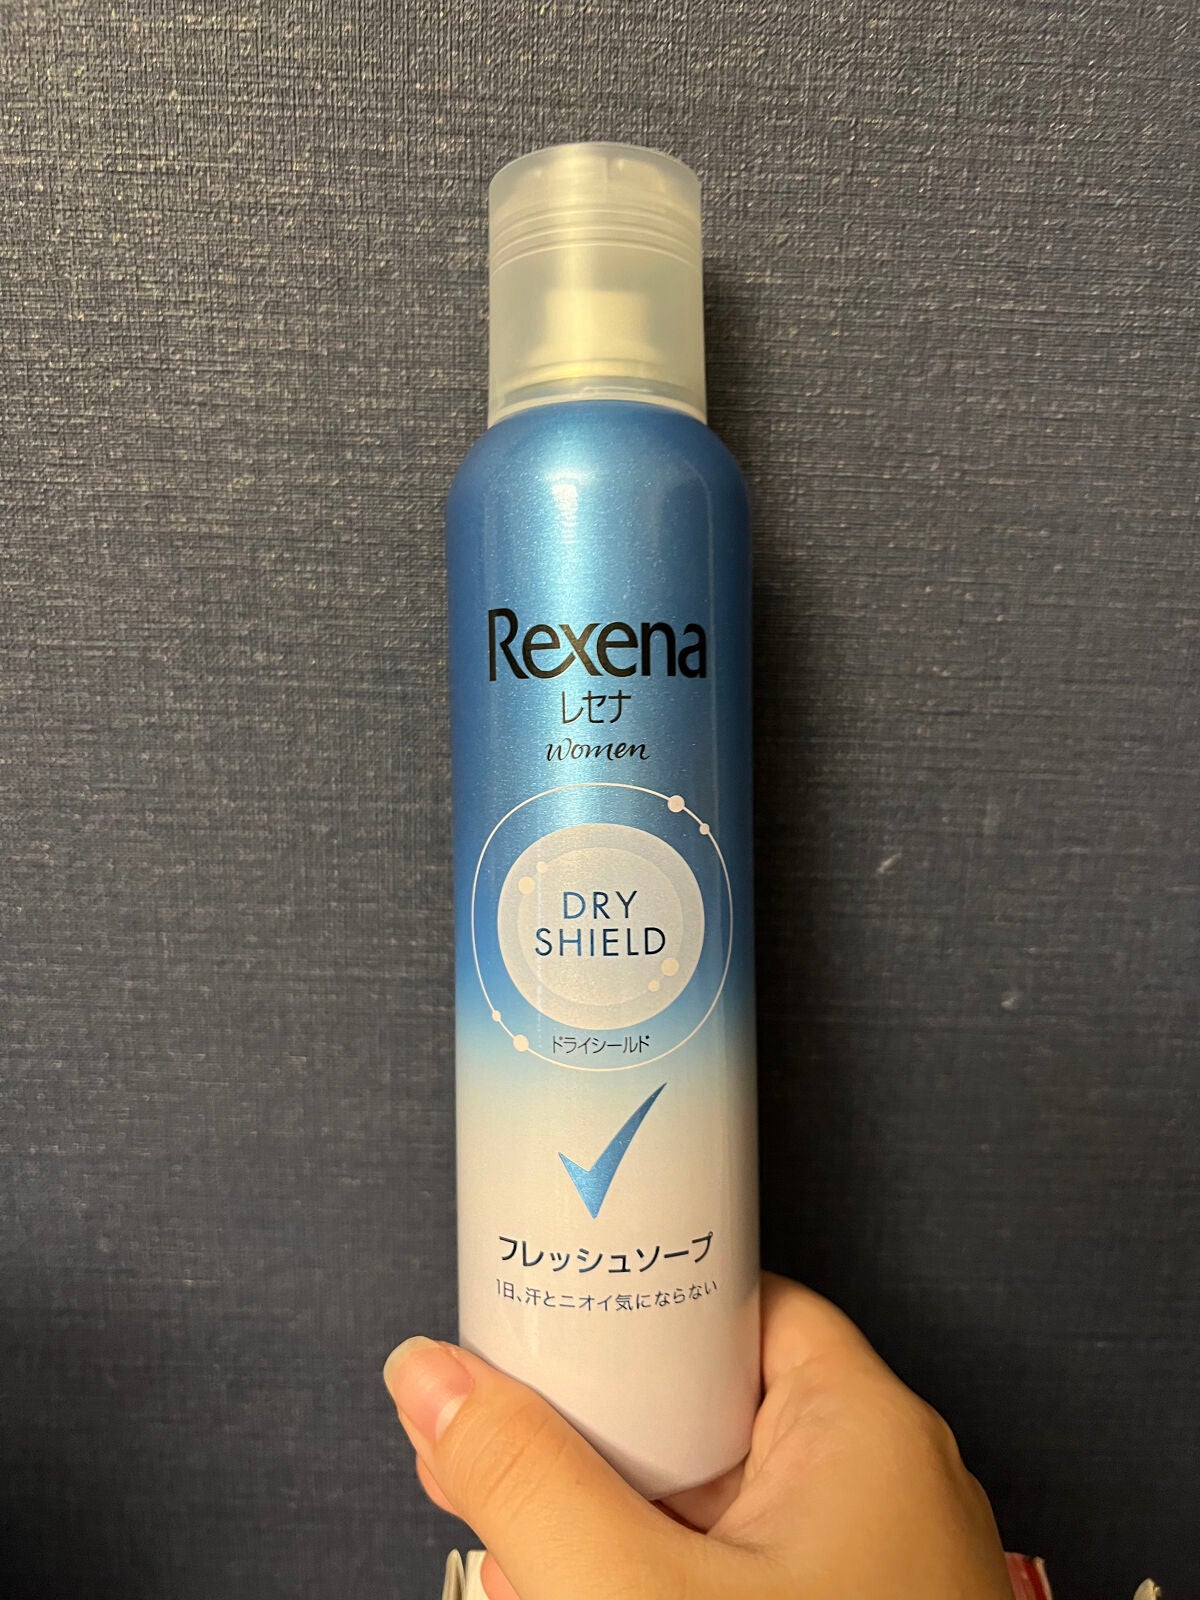 Rexena
レセナ
women
DRY
SHIELD
ドライシールド
フレッシュソープ
1日、汗とニオイ気にならない